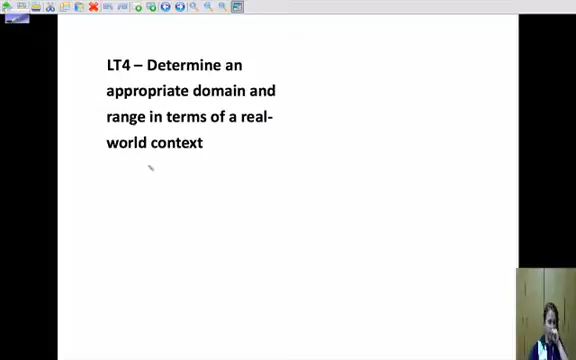 LT4 – Determine an
appropriate domain and
range in terms of a real-
world context